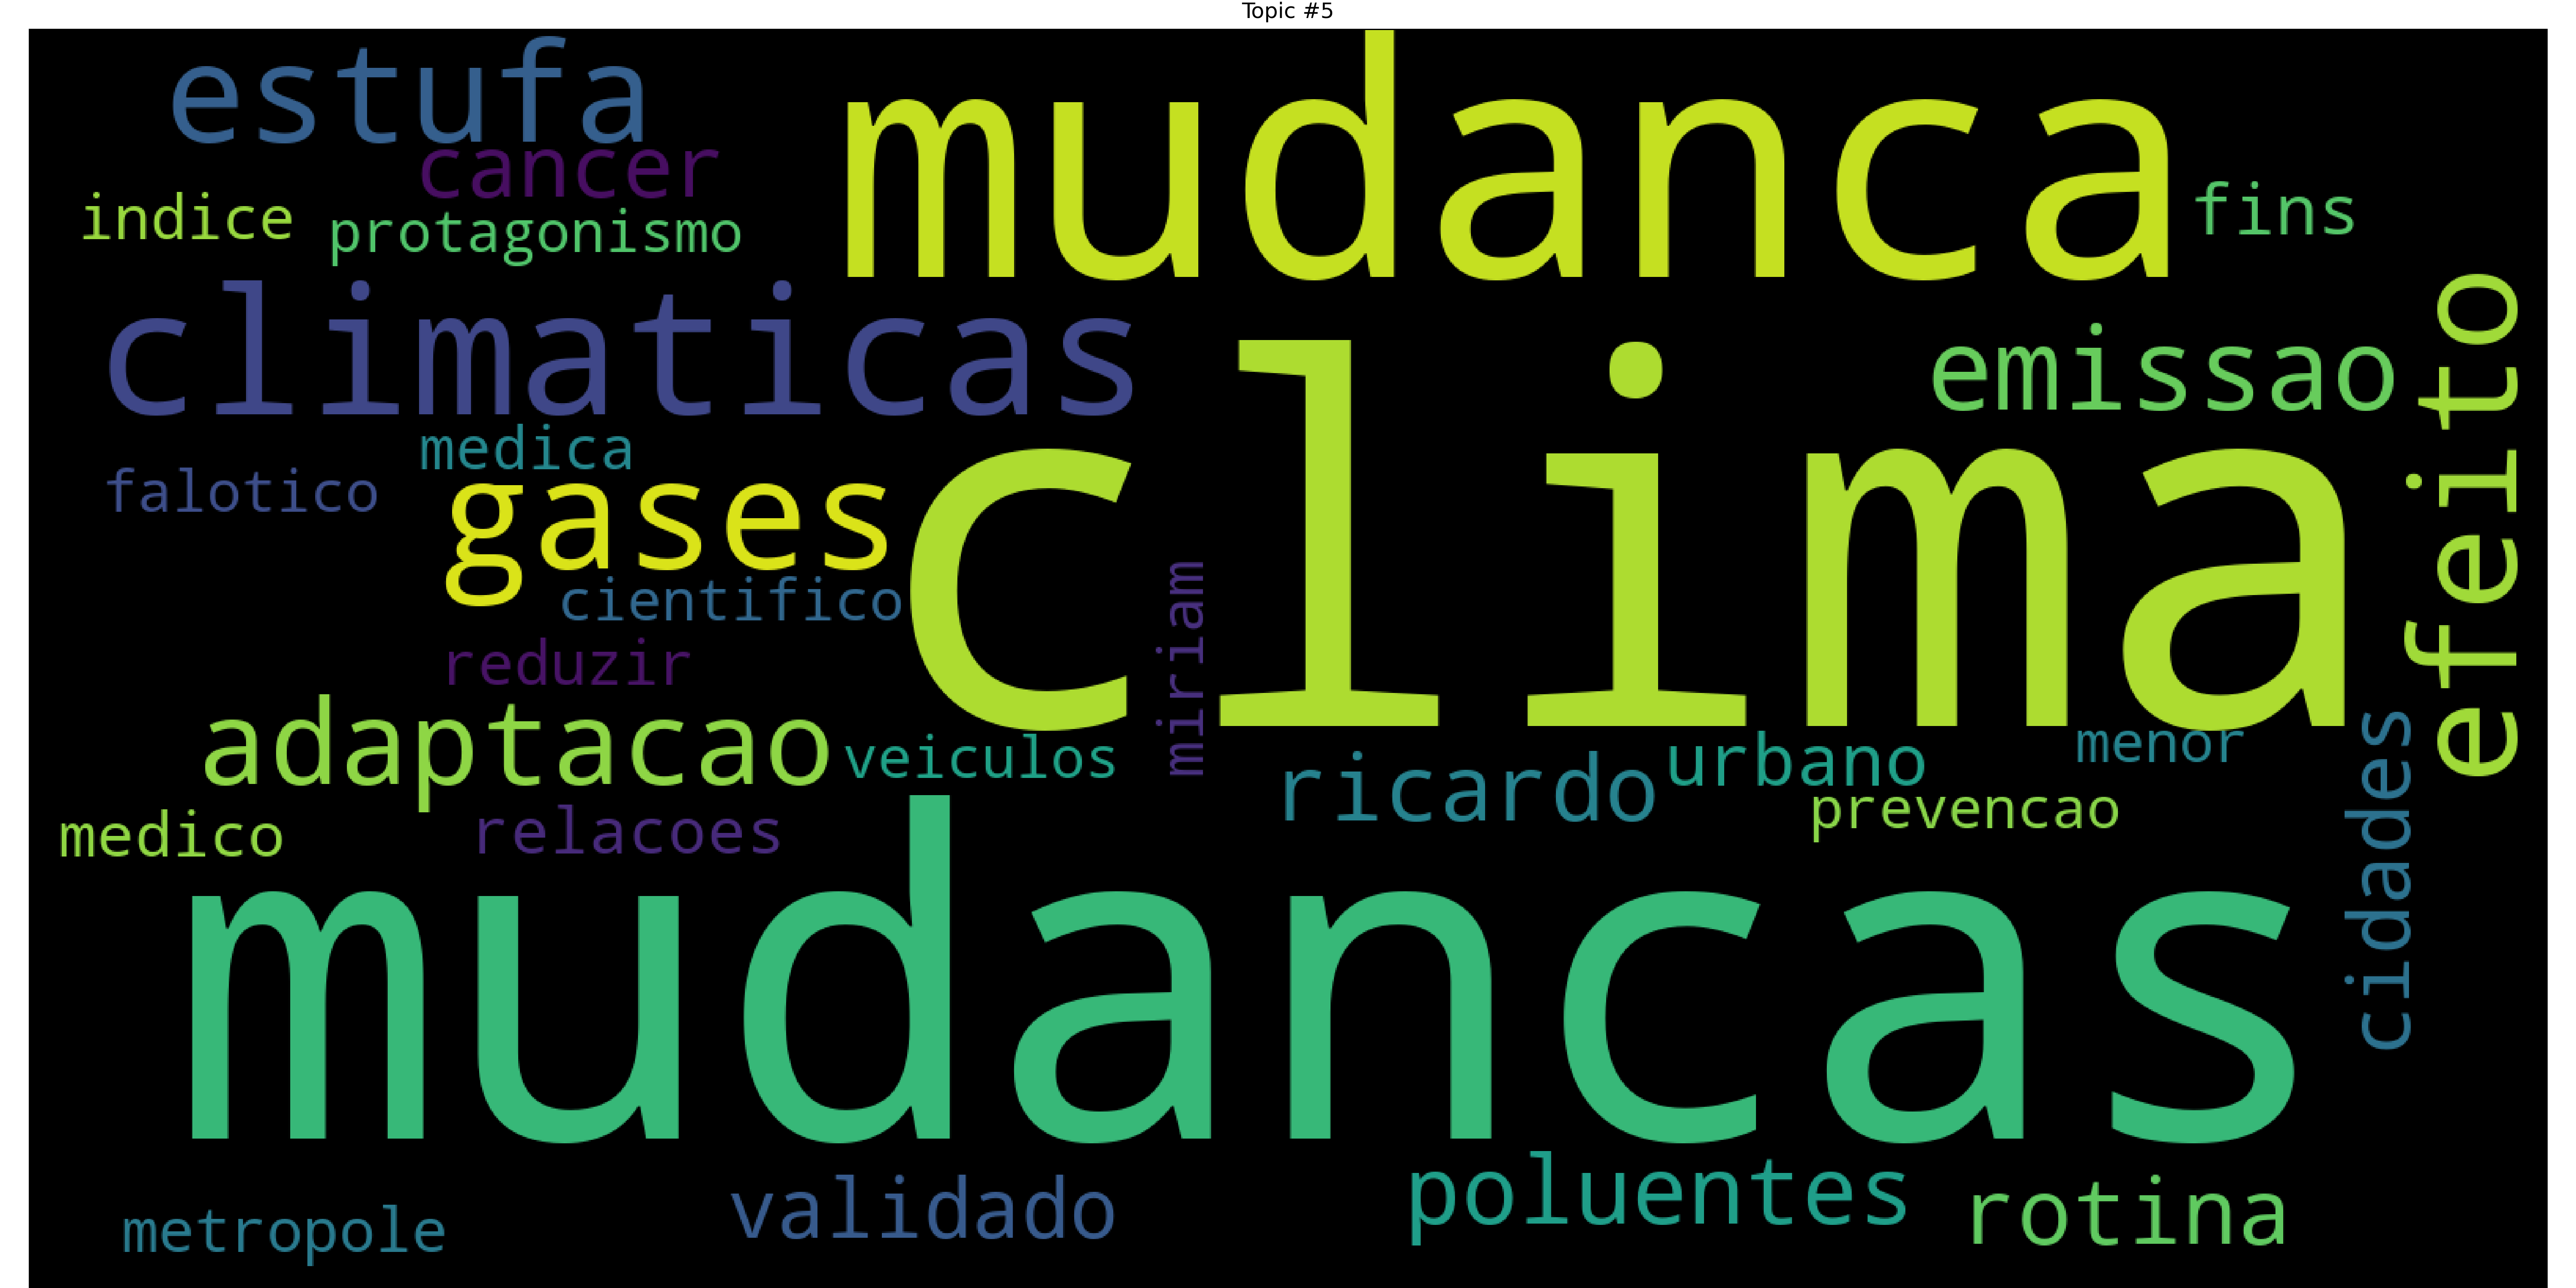 Topic #5
estufa
mudanca
cancer
fins
indice
protagonismo
climaticas
clima
emissao
efeito
medica
falotico
gases
cientifico
miriam
reduzir
adaptacao
veiculos
ricardo
urbano
menor
cidades
prevencao
medico
relacoes
mudancas
validado
poluentes
rotina
metropole